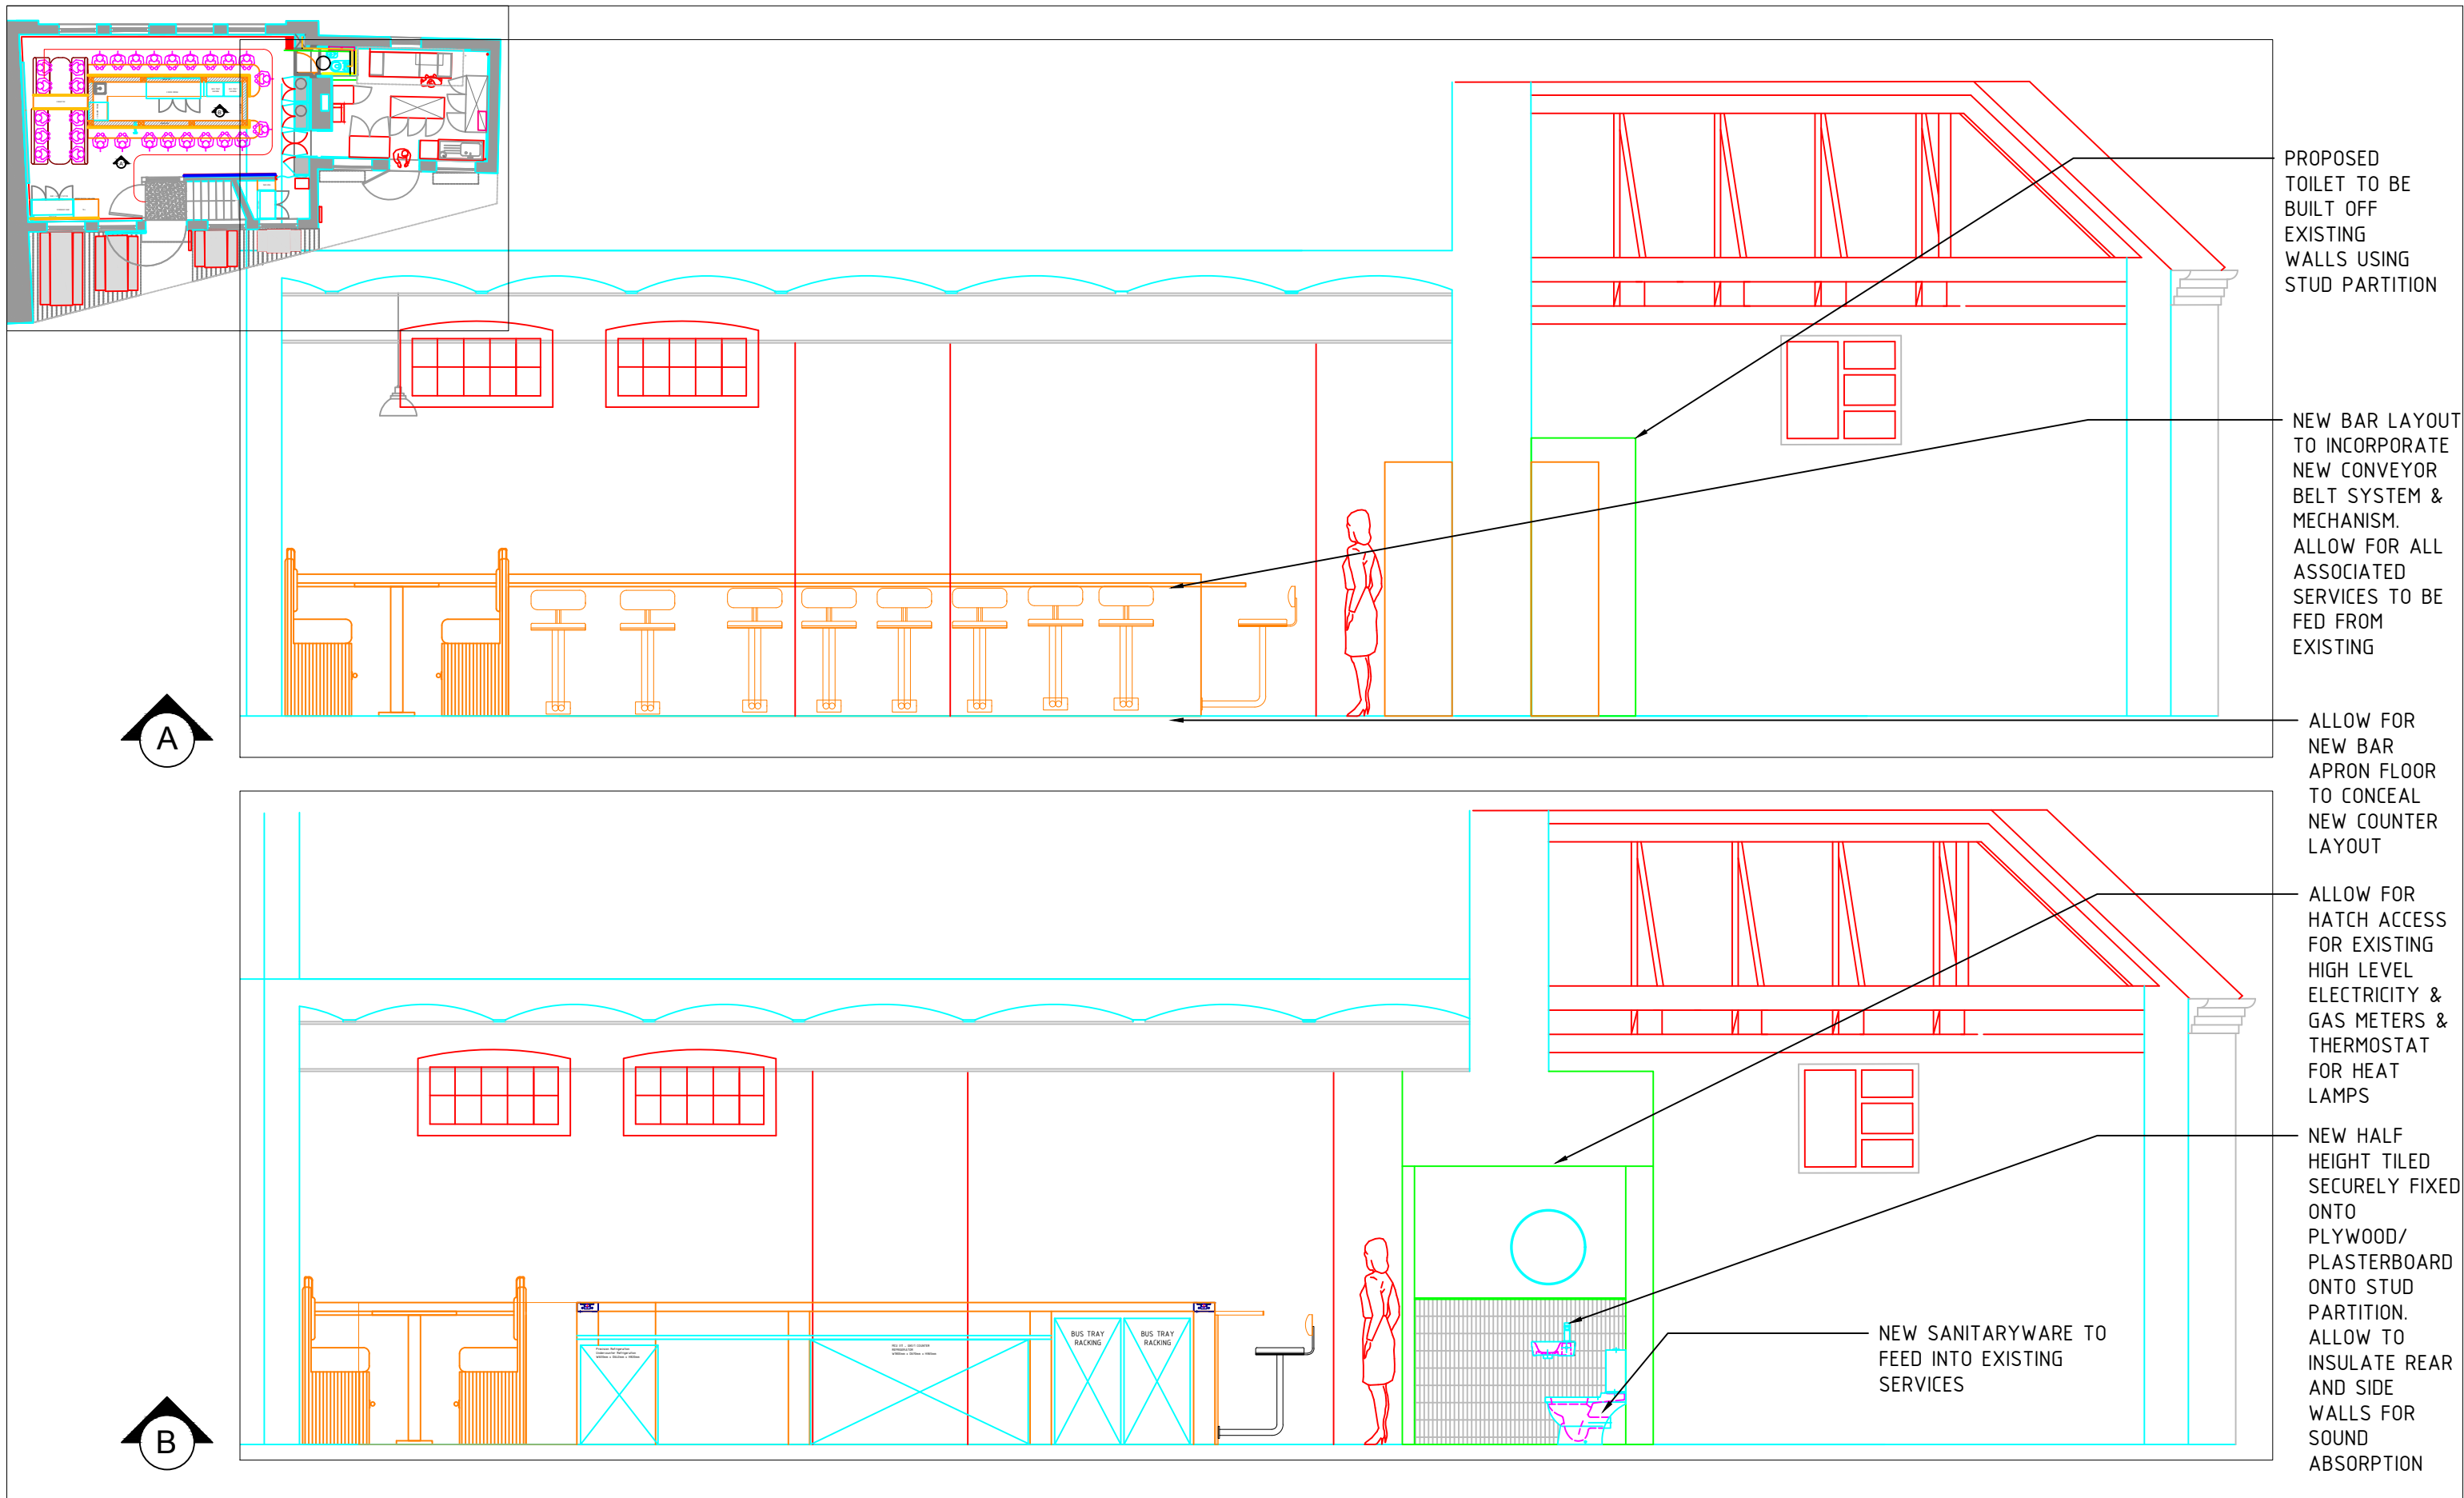 PROPOSED
TOILET TO BE
BUILT OFF
EXISTING
WALLS USING
STUD PARTITION
NEW BAR LAYOUT
TO INCORPORATE
NEW CONVEYOR
BELT SYSTEM &
MECHANISM.
ALLOW FOR ALL
ASSOCIATED
SERVICES TO BE
FED FROM
EXISTING
A
ALLOW FOR
NEW BAR
APRON FLOOR
TO CONCEAL
NEW COUNTER
LAYOUT
ALLOW FOR
HATCH ACCESS
FOR EXISTING
HIGH LEVEL
ELECTRICITY &
GAS METERS &
THERMOSTAT
FOR HEAT
LAMPS
NEW HALF
HEIGHT TILED
SECURELY FIXED
ONTO
PLYWOOD/
PLASTERBOARD
ONTO STUD
PARTITION.
ALLOW TO
INSULATE REAR
AND SIDE
WALLS FOR
SOUND
ABSORPTION
NEW SANITARYWARE TO
FEED INTO EXISTING
SERVICES
BUS TRAY
RACKING
BUS TRAY
RACKING
B